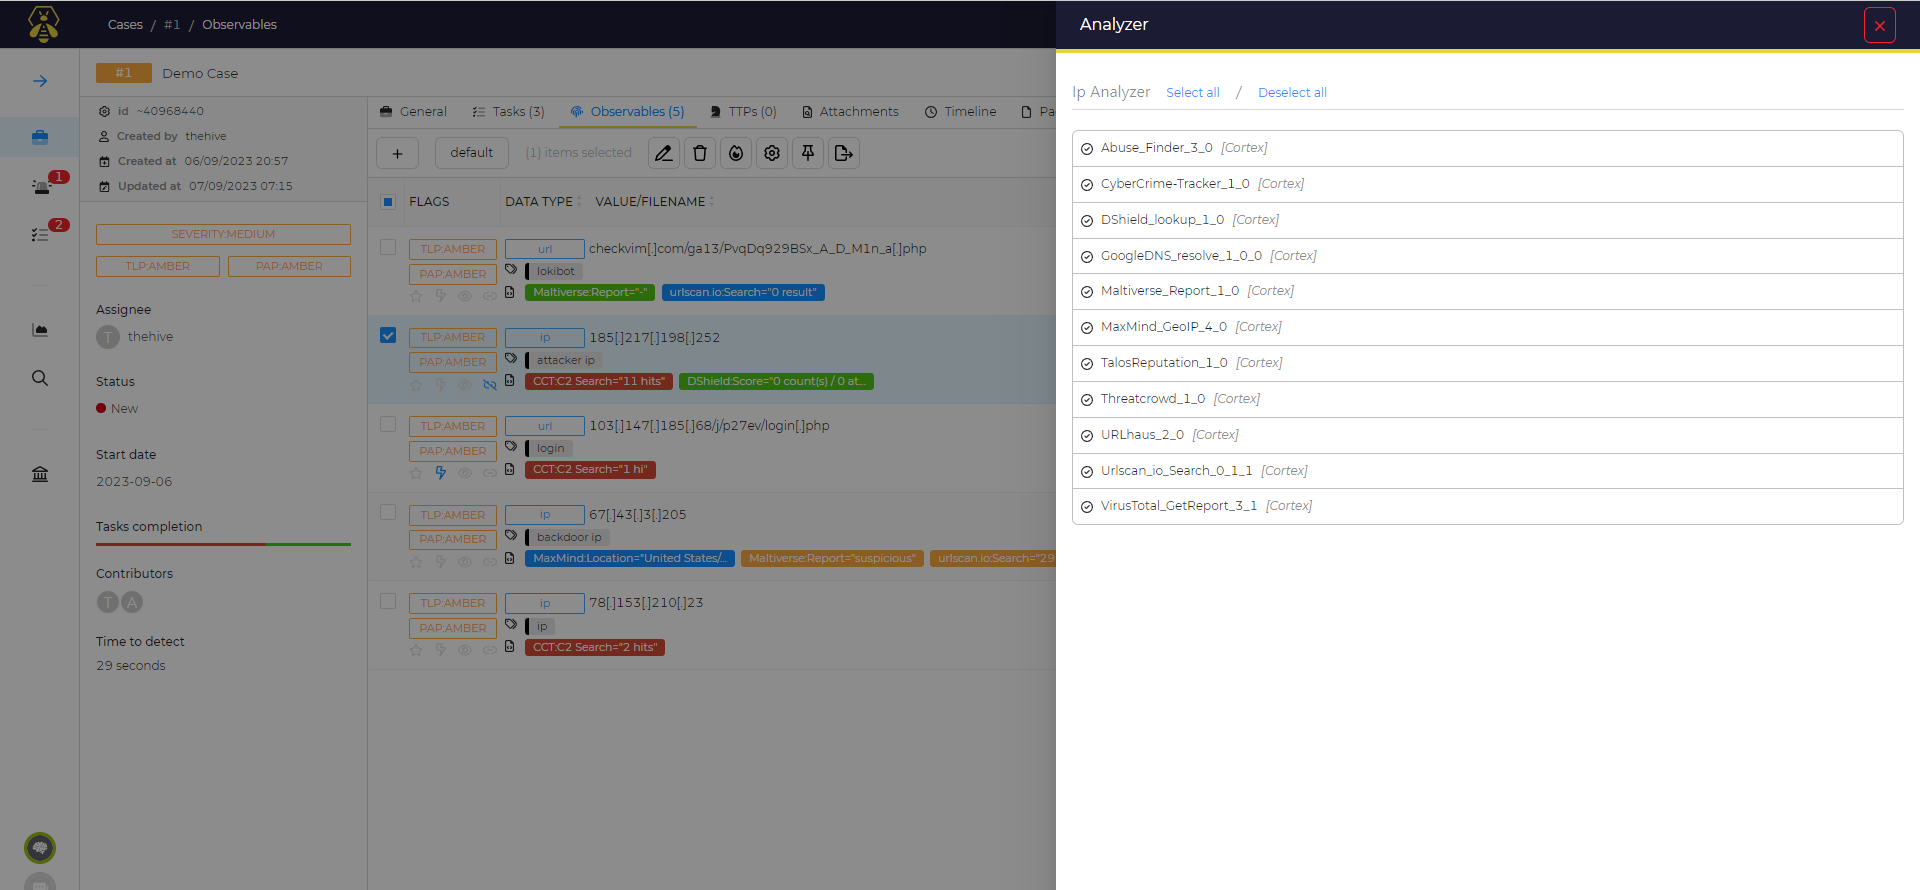 Cases / #1 / Observables
#1 Demo Case
id ~40968440
Created by thehive
Created at 06/09/2023 20:57
Updated at 07/09/2023 07:15
1
2
SEVERITY:MEDIUM
TLP:AMBER PAP:AMBER
Assignee
T thehive
Status
New
Start date
2023-09-06
Tasks completion
Contributors
T A
Time to detect
29 seconds
General Tasks (3) Observables (5) TTPs (0) Attachments Timeline Pa
+ default (1) items selected
FLAGS DATA TYPE VALUE/FILENAME
TLP:AMBER url checkvim[.]com/ga13/PvqDq929BSx_A_D_M1n_a[.]php
PAP:AMBER lokibot
Maltiverse:Report="-" urlscan.io:Search="0 result"
TLP:AMBER ip 185[.]217[.]198[.]252
PAP:AMBER attacker ip
CCT:C2 Search="11 hits" DShield:Score="0 count(s) / 0 at...
TLP:AMBER url 103[.]147[.]185[.]68/j/p27ev/login[.]php
PAP:AMBER login
CCT:C2 Search="1 hi"
TLP:AMBER ip 67[.]43[.]3[.]205
PAP:AMBER backdoor ip
MaxMind:Location="United States/... Maltiverse:Report="suspicious" urlscan.io:Search="29
TLP:AMBER ip 78[.]153[.]210[.]23
PAP:AMBER ip
CCT:C2 Search="2 hits"
Analyzer
Ip Analyzer Select all / Deselect all
Abuse_Finder_3_0 [Cortex]
CyberCrime-Tracker_1_0 [Cortex]
DShield_lookup_1_0 [Cortex]
GoogleDNS_resolve_1_0_0 [Cortex]
Maltiverse_Report_1_0 [Cortex]
MaxMind_GeoIP_4_0 [Cortex]
TalosReputation_1_0 [Cortex]
Threatcrowd_1_0 [Cortex]
URLhaus_2_0 [Cortex]
Urlscan_io_Search_0_1_1 [Cortex]
VirusTotal_GetReport_3_1 [Cortex]